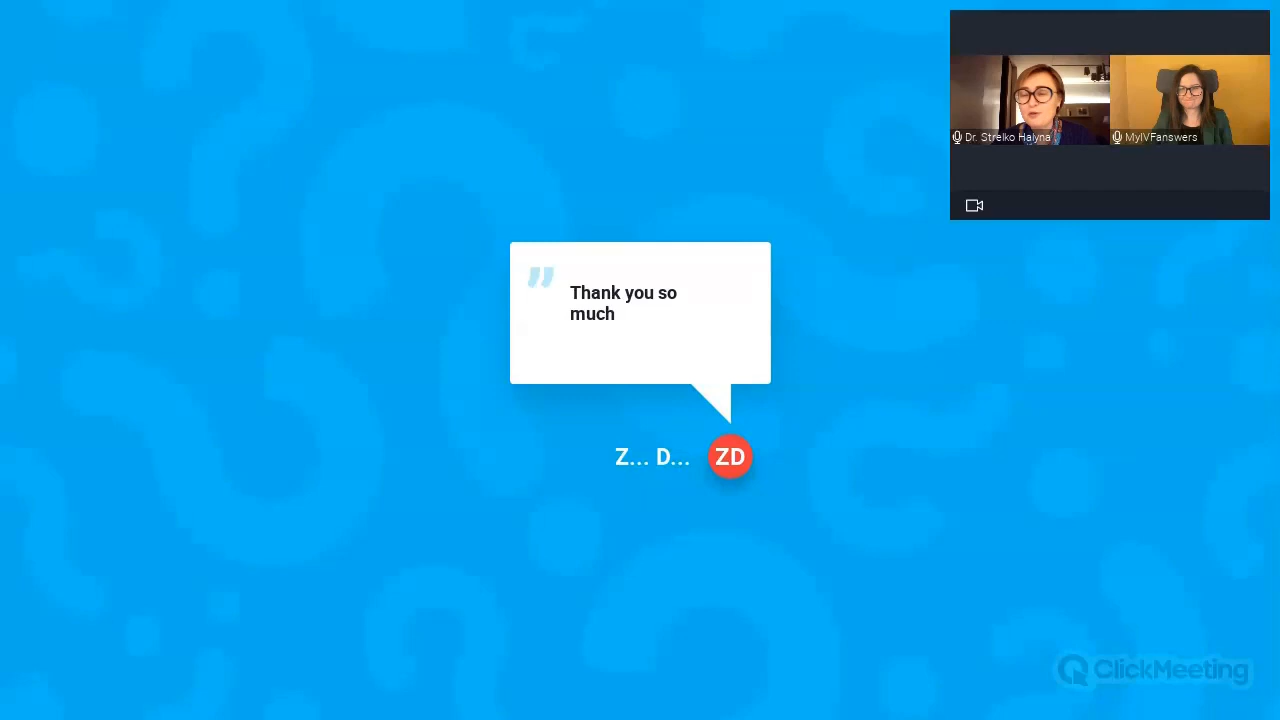 Dr. Strelko Halyna
MyIVFanswers
"
Thank you so
much
Z... D...
ZD
ClickMeeting